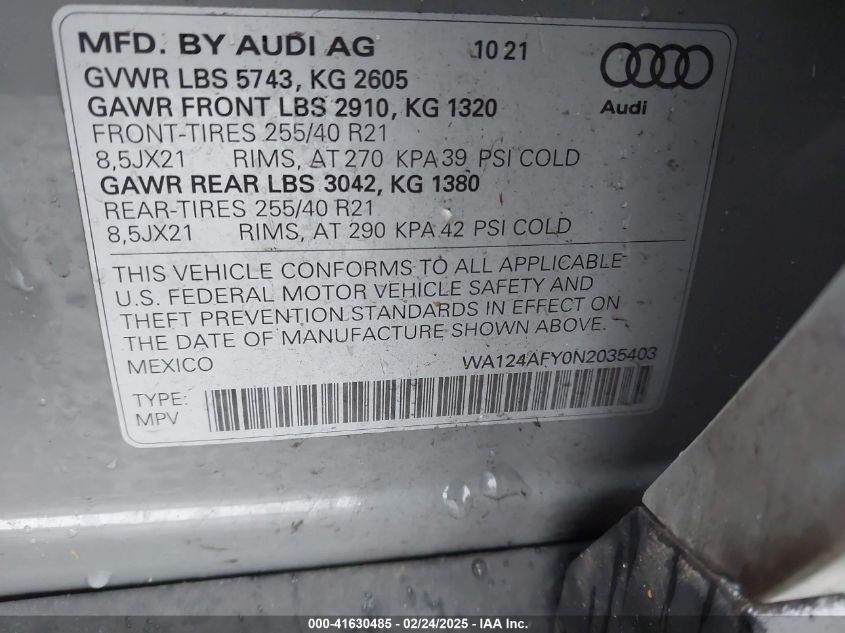 MFD. BY AUDI AG 10 21
GVWR LBS 5743, KG 2605
GAWR FRONT LBS 2910, KG 1320
Audi
FRONT-TIRES 255/40 R21
8,5JX21 RIMS, AT 270 KPA 39 PSI COLD
GAWR REAR LBS 3042, KG 1380
REAR-TIRES 255/40 R21
8,5JX21 RIMS, AT 290 KPA 42 PSI COLD
THIS VEHICLE CONFORMS TO ALL APPLICABLE
U.S. FEDERAL MOTOR VEHICLE SAFETY AND
THEFT PREVENTION STANDARDS IN EFFECT ON
THE DATE OF MANUFACTURE SHOWN ABOVE.
MEXICO WA124AFY0N2035403
TYPE:
MPV
000-41630485 - 02/24/2025 - IAA Inc.